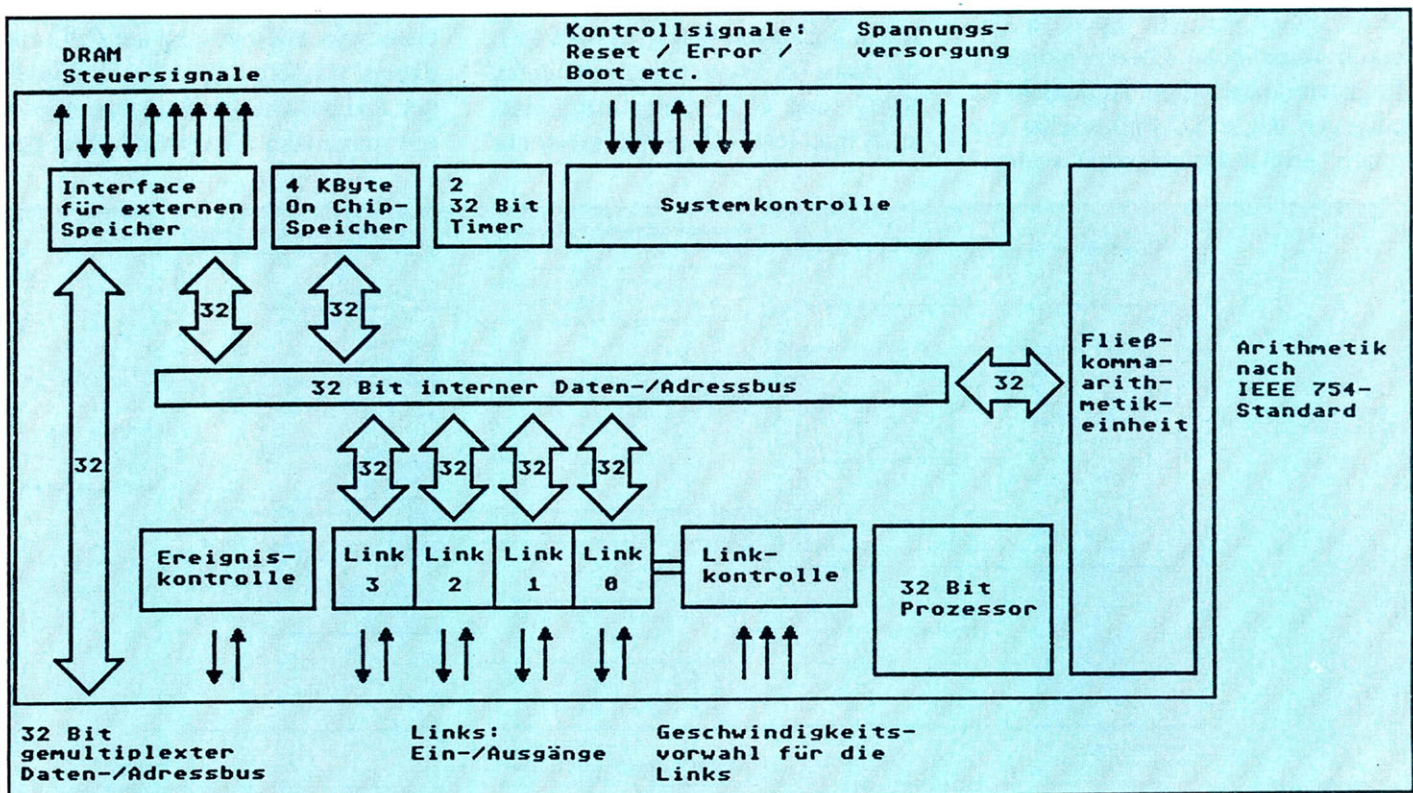 DRAM
Steuersignale
Kontrollsignale:
Reset / Error /
Boot etc.
Spannungs-
versorgung
Interface
für externen
Speicher
4 KByte
On Chip-
Speicher
2
32 Bit
Timer
Systemkontrolle
32
32
32 Bit interner Daten-/Adressbus
32
Fließ-
komma-
arith-
metik-
einheit
Arithmetik
nach
IEEE 754-
Standard
32
32
32
32
32
Ereignis-
kontrolle
Link
3
Link
2
Link
1
Link
0
Link-
kontrolle
32 Bit
Prozessor
32 Bit
gemultiplexter
Daten-/Adressbus
Links:
Ein-/Ausgänge
Geschwindigkeits-
vorwahl für die
Links